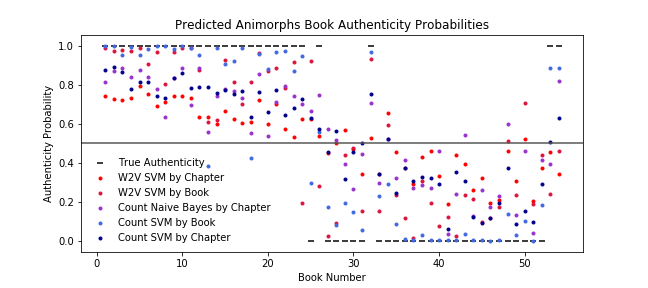 Predicted Animorphs Book Authenticity Probabilities
Authenticity Probability
1.0
0.8
0.6
0.4
0.2
0.0
True Authenticity
W2V SVM by Chapter
W2V SVM by Book
Count Naive Bayes by Chapter
Count SVM by Book
Count SVM by Chapter
0 10 20 30 40 50
Book Number